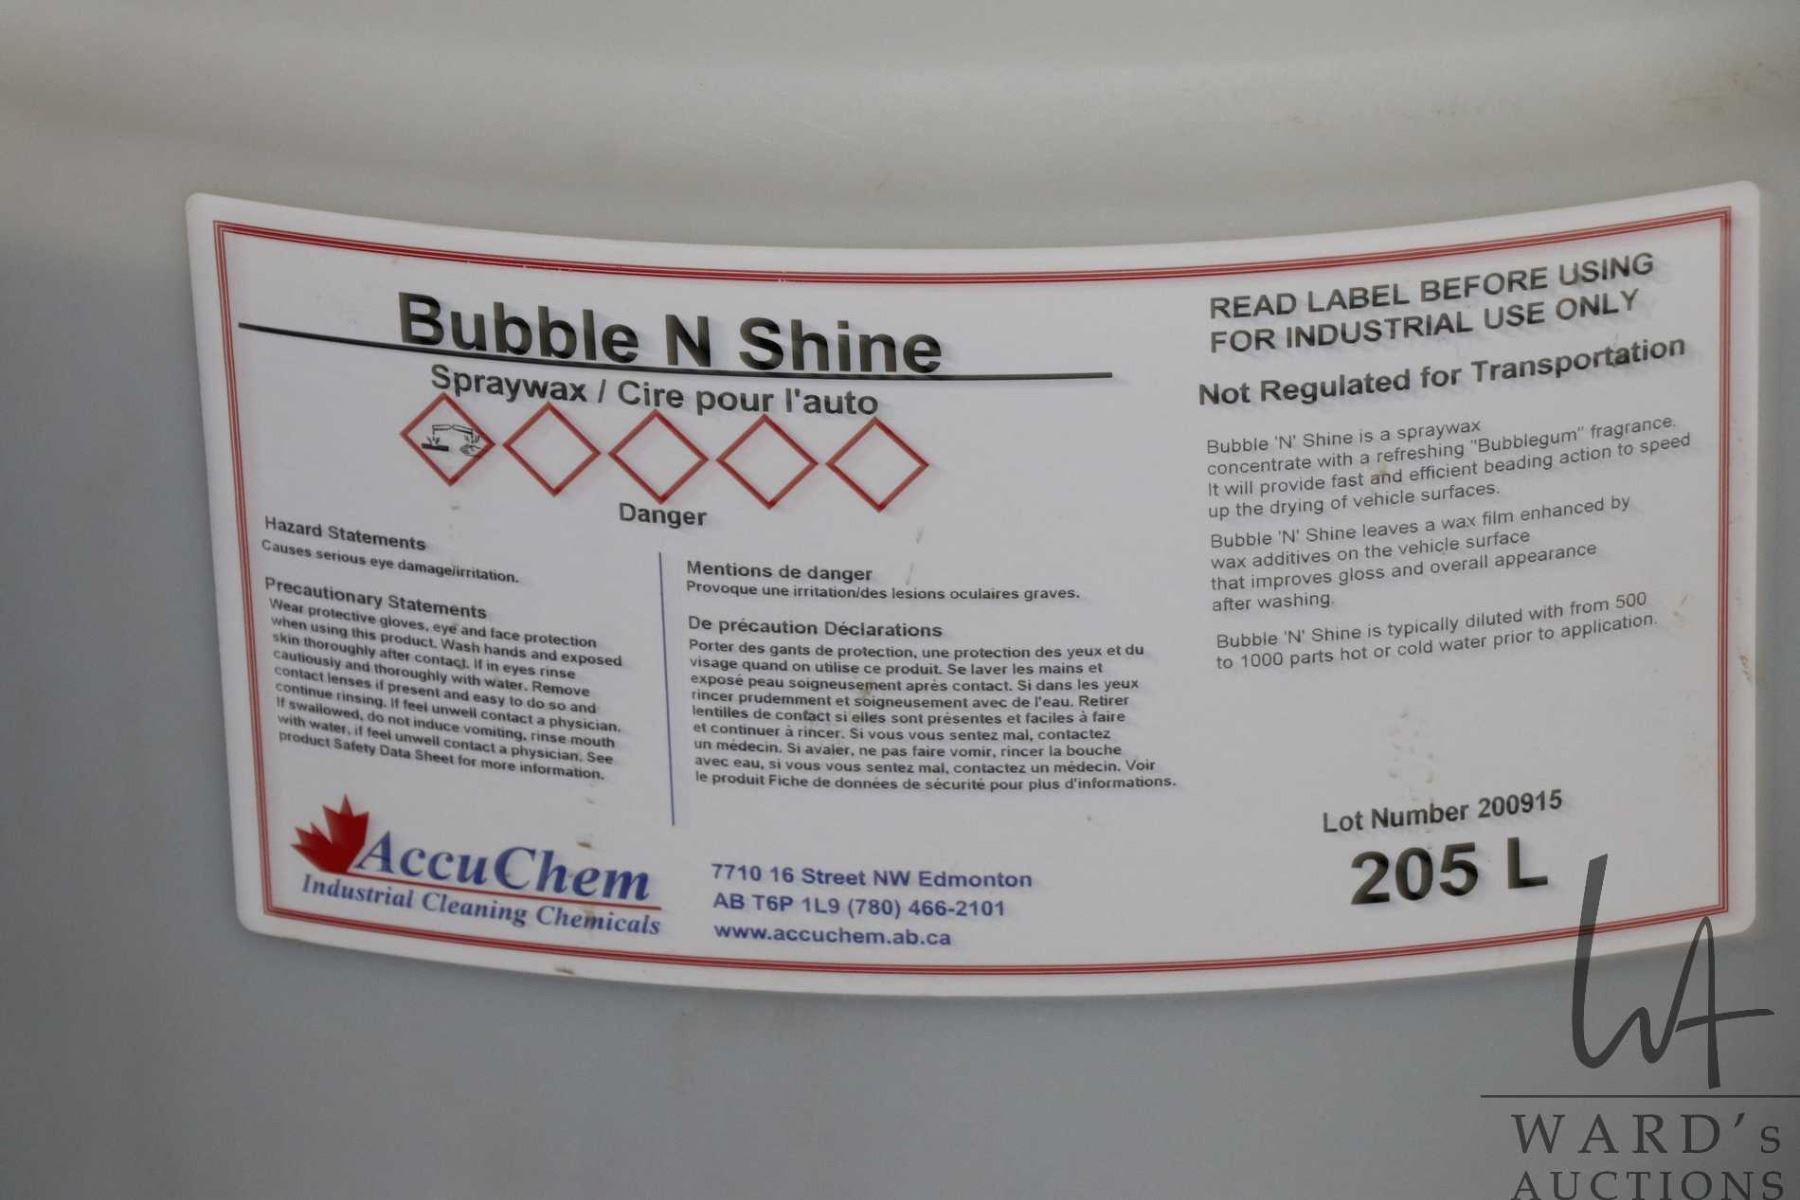 Bubble N Shine
Spraywax / Cire pour l'auto
Danger
Hazard Statements
Causes serious eye damage/irritation.
Precautionary Statements
Wear protective gloves, eye and face protection
when using this product. Wash hands and exposed
skin thoroughly after contact. If in eyes rinse
cautiously and thoroughly with water. Remove
contact lenses if present and easy to do so and
continue rinsing. If feel unwell contact a physician.
If swallowed, do not induce vomiting, rinse mouth
with water, if feel unwell contact a physician. See
product Safety Data Sheet for more information.
Mentions de danger
Provoque une irritation/des lesions oculaires graves.
De précaution Déclarations
Porter des gants de protection, une protection des yeux et du
visage quand on utilise ce produit. Se laver les mains et
exposé peau soigneusement après contact. Si dans les yeux
rincer prudemment et soigneusement avec de l'eau. Retirer
lentilles de contact si elles sont présentes et faciles à faire
et continuer à rincer. Si vous vous sentez mal, contactez
un médecin. Si avaler, ne pas faire vomir, rincer la bouche
avec eau, si vous vous sentez mal, contactez un médecin. Voir
le produit Fiche de données de sécurité pour plus d'informations.
AccuChem
Industrial Cleaning Chemicals
7710 16 Street NW Edmonton
AB T6P 1L9 (780) 466-2101
www.accuchem.ab.ca
READ LABEL BEFORE USING
FOR INDUSTRIAL USE ONLY
Not Regulated for Transportation
Bubble 'N' Shine is a spraywax
concentrate with a refreshing "Bubblegum" fragrance.
It will provide fast and efficient beading action to speed
up the drying of vehicle surfaces.
Bubble 'N' Shine leaves a wax film enhanced by
wax additives on the vehicle surface
that improves gloss and overall appearance
after washing.
Bubble 'N' Shine is typically diluted with from 500
to 1000 parts hot or cold water prior to application.
Lot Number 200915
205 L
WA
WARD's
AUCTIONS